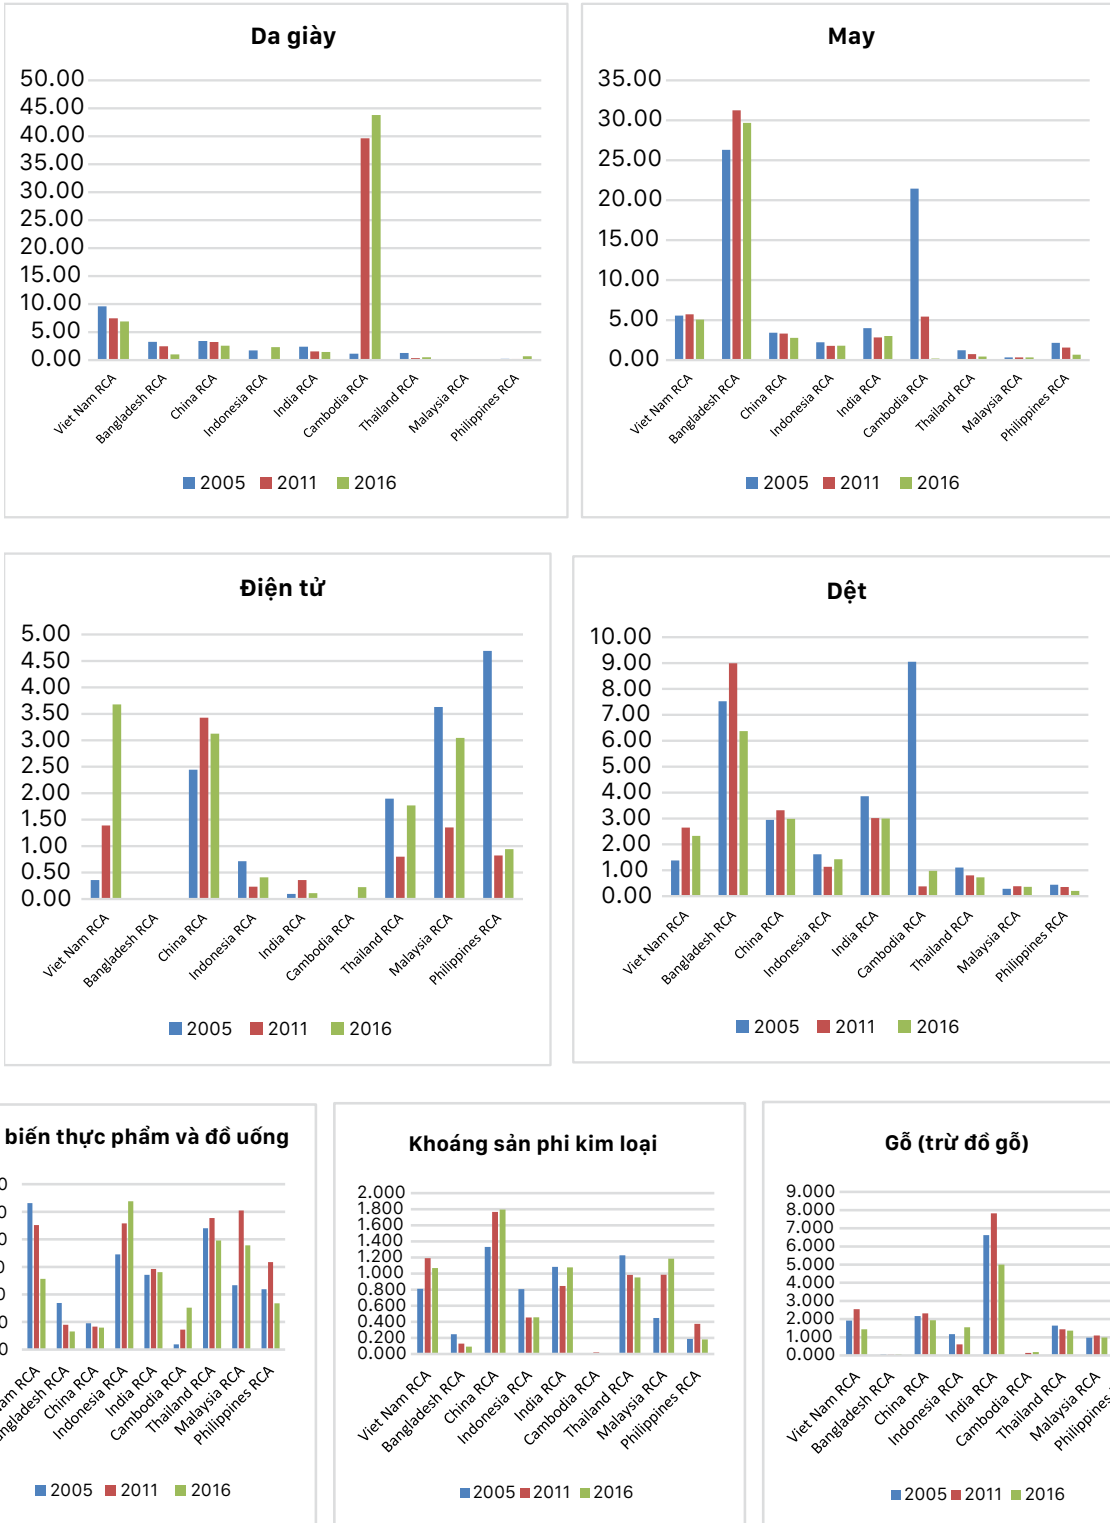 Da giày
50.00
45.00
40.00
35.00
30.00
25.00
20.00
15.00
10.00
5.00
0.00
Viet Nam RCA
Bangladesh RCA
China RCA
Indonesia RCA
India RCA
Cambodia RCA
Thailand RCA
Malaysia RCA
Philippines RCA
2005 2011 2016
May
35.00
30.00
25.00
20.00
15.00
10.00
5.00
0.00
Viet Nam RCA
Bangladesh RCA
China RCA
Indonesia RCA
India RCA
Cambodia RCA
Thailand RCA
Malaysia RCA
Philippines RCA
2005 2011 2016
Điện tử
5.00
4.50
4.00
3.50
3.00
2.50
2.00
1.50
1.00
0.50
0.00
Viet Nam RCA
Bangladesh RCA
China RCA
Indonesia RCA
India RCA
Cambodia RCA
Thailand RCA
Malaysia RCA
Philippines RCA
2005 2011 2016
Dệt
10.00
9.00
8.00
7.00
6.00
5.00
4.00
3.00
2.00
1.00
0.00
Viet Nam RCA
Bangladesh RCA
China RCA
Indonesia RCA
India RCA
Cambodia RCA
Thailand RCA
Malaysia RCA
Philippines RCA
2005 2011 2016
biến thực phẩm và đồ uống
0
0
0
0
0
0
0
Nam RCA
angladesh RCA
China RCA
Indonesia RCA
India RCA
Cambodia RCA
Thailand RCA
Malaysia RCA
Philippines RCA
2005 2011 2016
Khoáng sản phi kim loại
2.000
1.800
1.600
1.400
1.200
1.000
0.800
0.600
0.400
0.200
0.000
Viet Nam RCA
Bangladesh RCA
China RCA
Indonesia RCA
India RCA
Cambodia RCA
Thailand RCA
Malaysia RCA
Philippines RCA
2005 2011 2016
Gỗ (trừ đồ gỗ)
9.000
8.000
7.000
6.000
5.000
4.000
3.000
2.000
1.000
0.000
Viet Nam RCA
Bangladesh RCA
China RCA
Indonesia RCA
India RCA
Cambodia RCA
Thailand RCA
Malaysia RCA
Philippines
2005 2011 2016